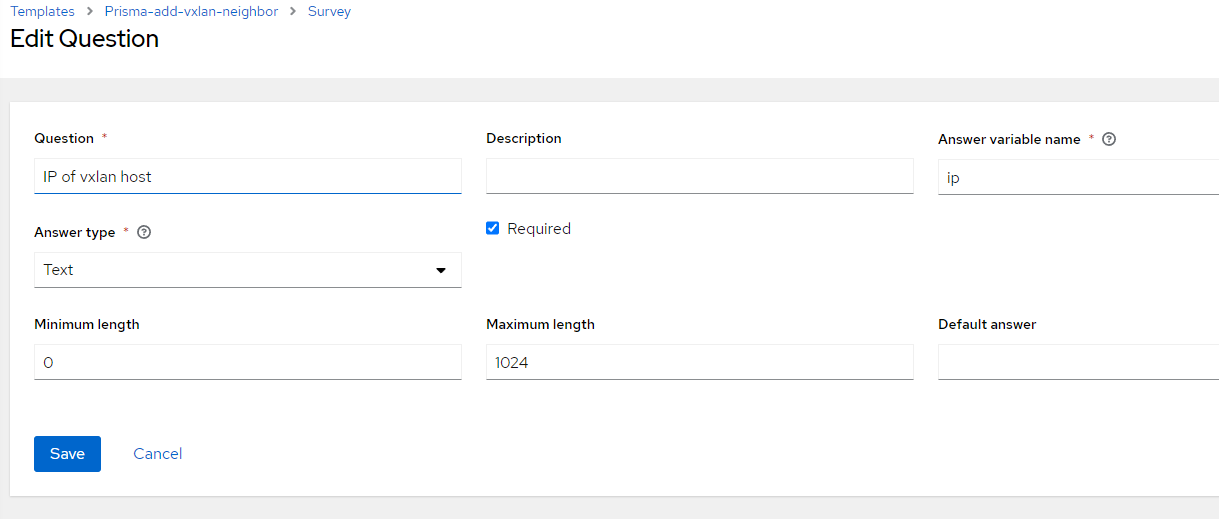 Templates > Prisma-add-vxlan-neighbor > Survey
Edit Question
Question * Description Answer variable name * ?
IP of vxlan host ip
Answer type * ? Required
Text
Minimum length Maximum length Default answer
0 1024
Save Cancel